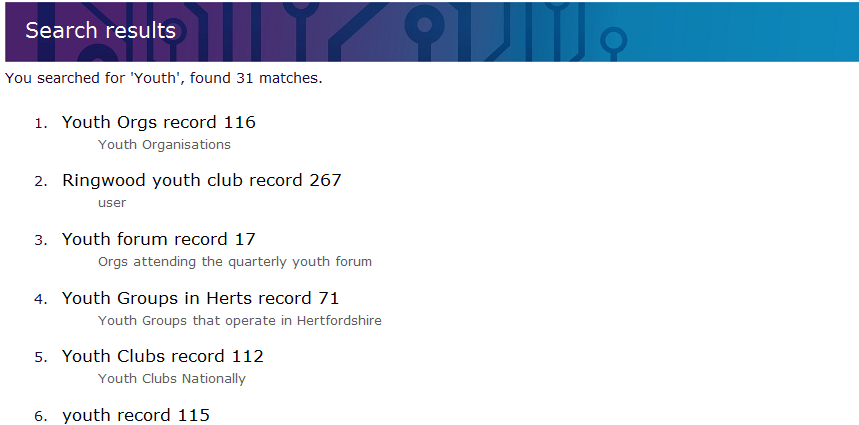 Search results
You searched for 'Youth', found 31 matches.
1. Youth Orgs record 116
Youth Organisations
2. Ringwood youth club record 267
user
3. Youth forum record 17
Orgs attending the quarterly youth forum
4. Youth Groups in Herts record 71
Youth Groups that operate in Hertfordshire
5. Youth Clubs record 112
Youth Clubs Nationally
6. youth record 115